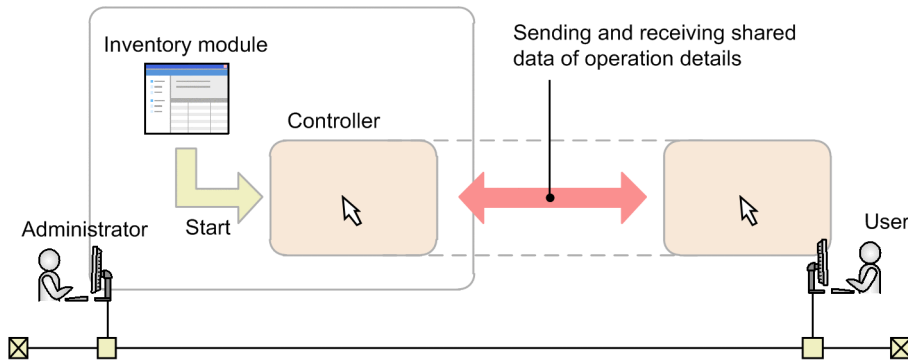 Inventory module
Sending and receiving shared
data of operation details
Controller
Administrator
Start
User